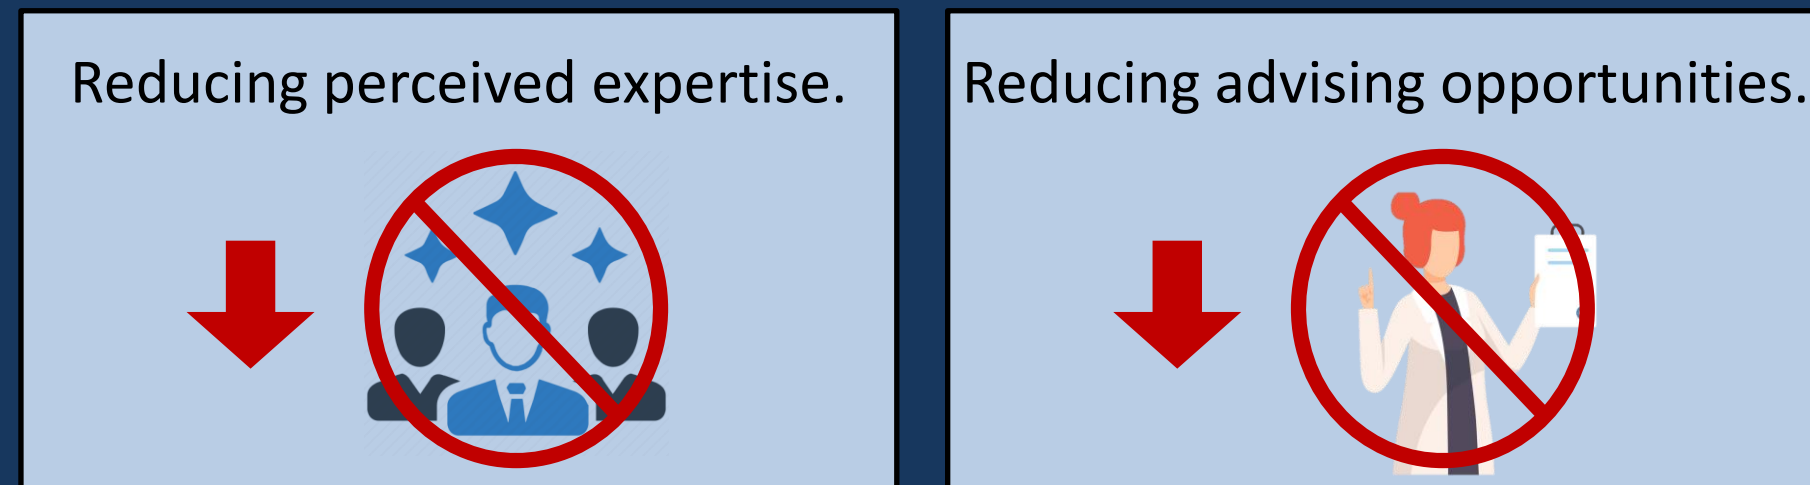 Reducing perceived expertise.
Reducing advising opportunities.